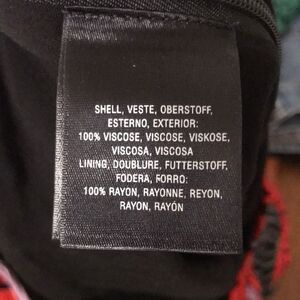 SHELL, VESTE, OBERSTOFF,
ESTERNO, EXTERIOR:
100% VISCOSE, VISCOSE, VISKOSE,
VISCOSA, VISCOSA
LINING, DOUBLURE, FUTTERSTOFF,
FODERA, FORRO:
100% RAYON, RAYONNE, REYON,
RAYON, RAYÓN